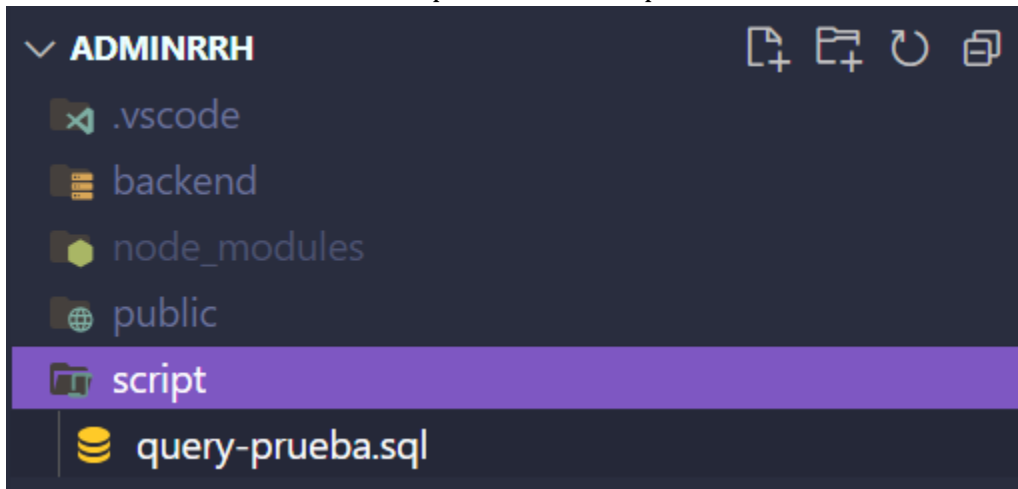 ADMINRRH
.vscode
backend
node_modules
public
script
query-prueba.sql